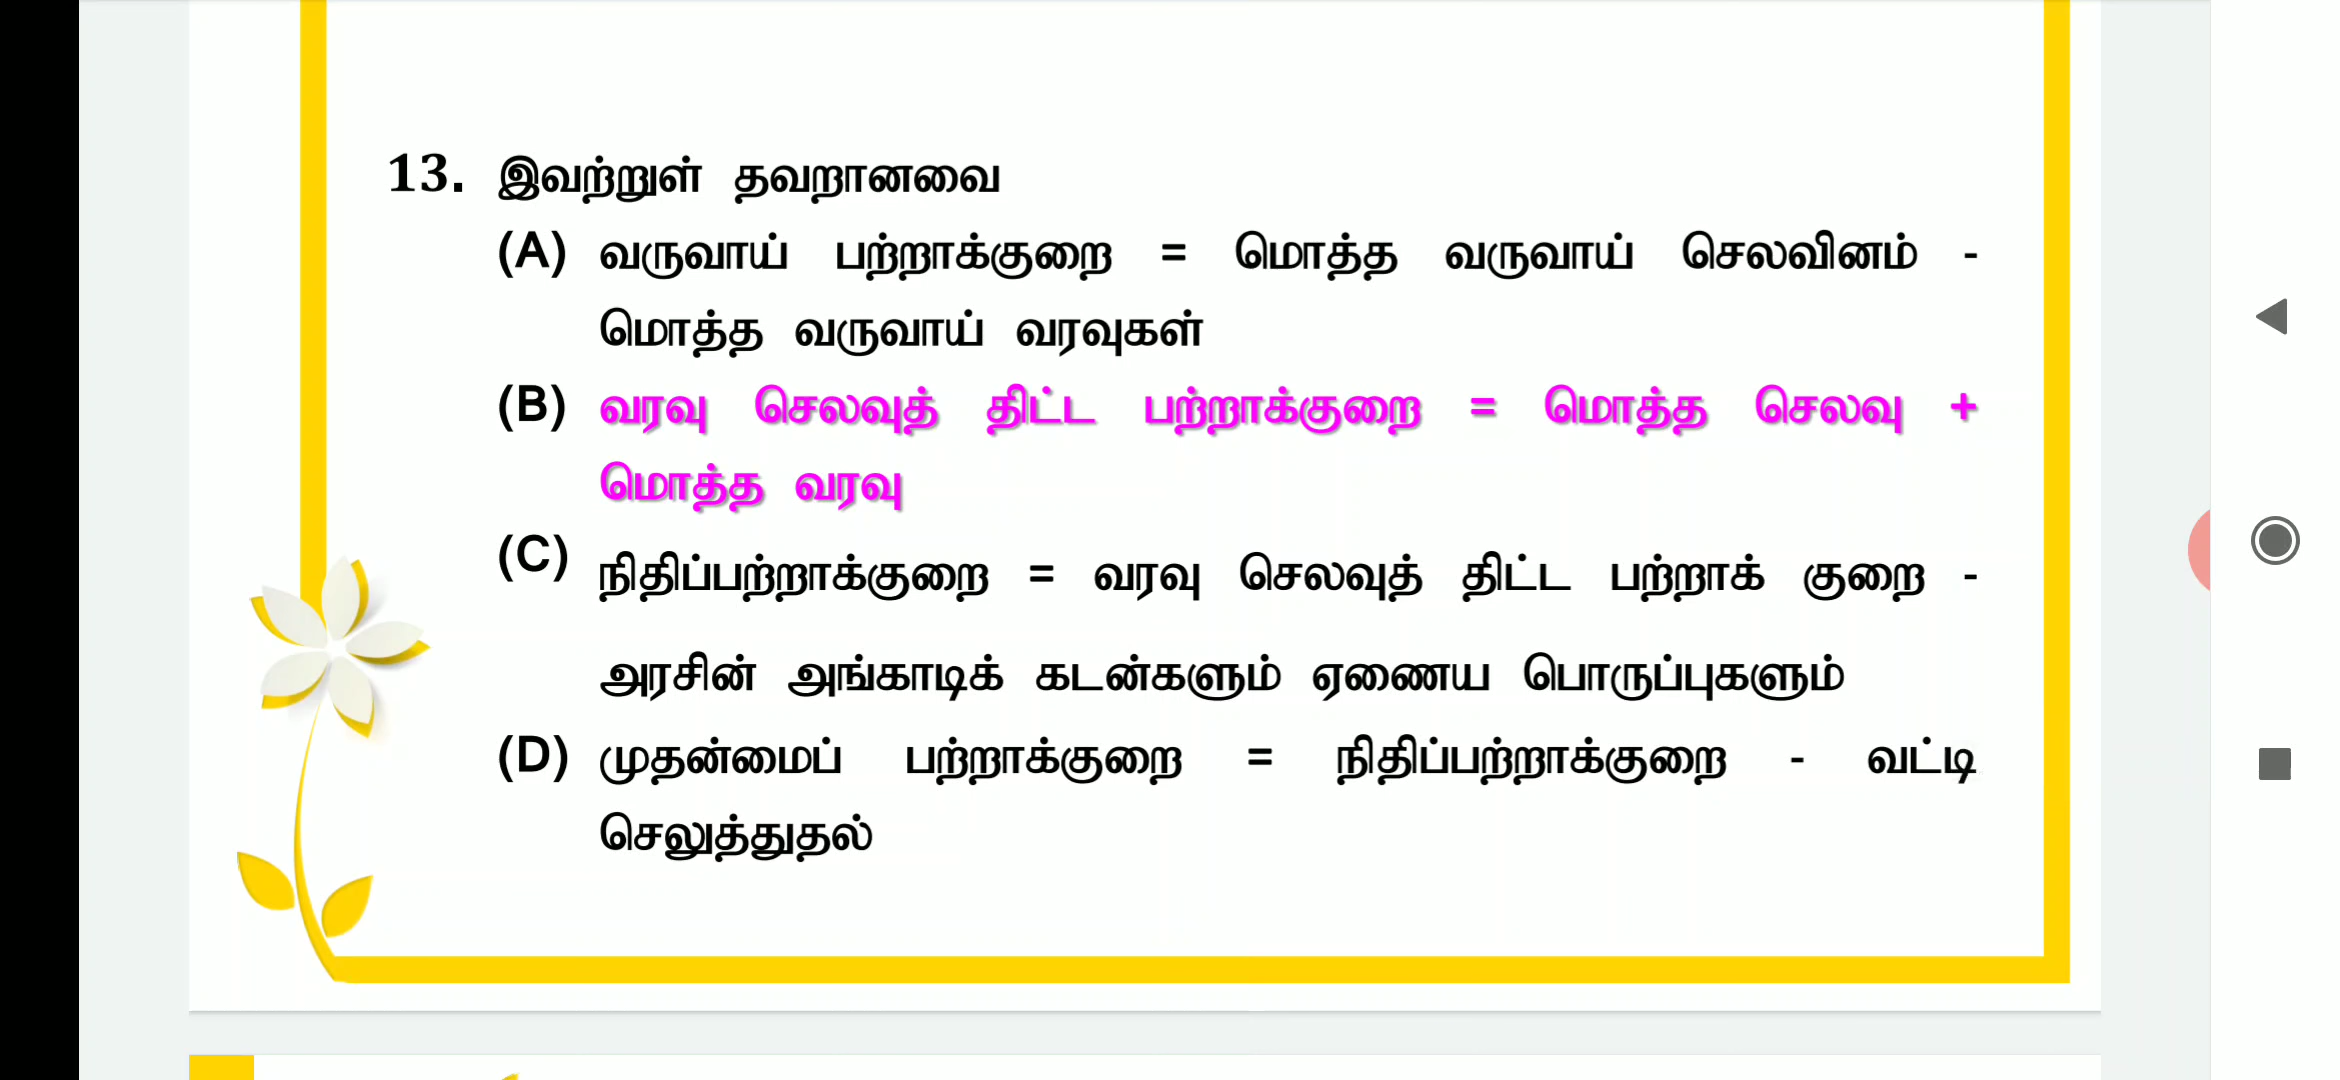 13. இவற்றுள் தவறானவை
(A) வருவாய் பற்றாக்குறை = மொத்த வருவாய் செலவினம் -
மொத்த வருவாய் வரவுகள்
(B) வரவு செலவுத் திட்ட பற்றாக்குறை = மொத்த செலவு +
மொத்த வரவு
(C) நிதிப்பற்றாக்குறை = வரவு செலவுத் திட்ட பற்றாக் குறை -
அரசின் அங்காடிக் கடன்களும் ஏணைய பொருப்புகளும்
(D) முதன்மைப் பற்றாக்குறை = நிதிப்பற்றாக்குறை - வட்டி
செலுத்துதல்